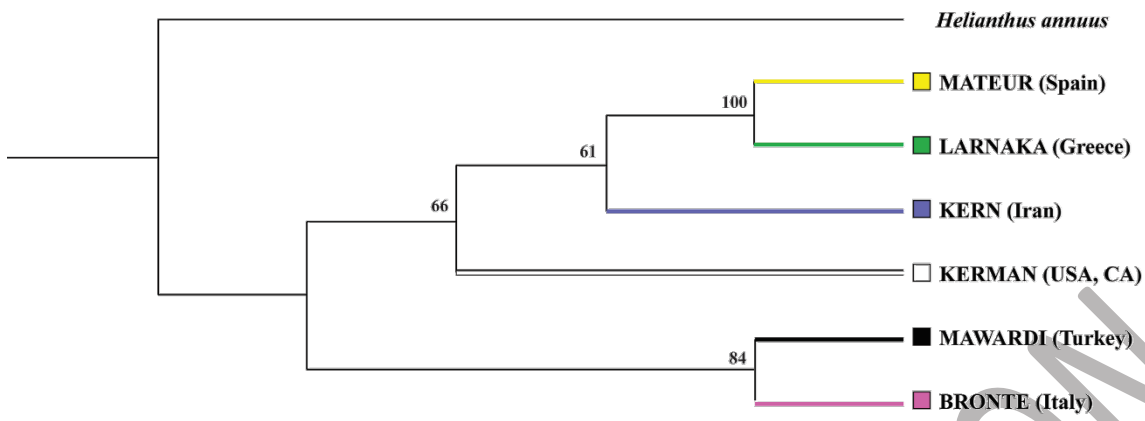 Helianthus annuus
MATEUR (Spain)
100
LARNAKA (Greece)
61
KERN (Iran)
66
KERMAN (USA, CA)
MAWARDI (Turkey)
84
BRONTE (Italy)